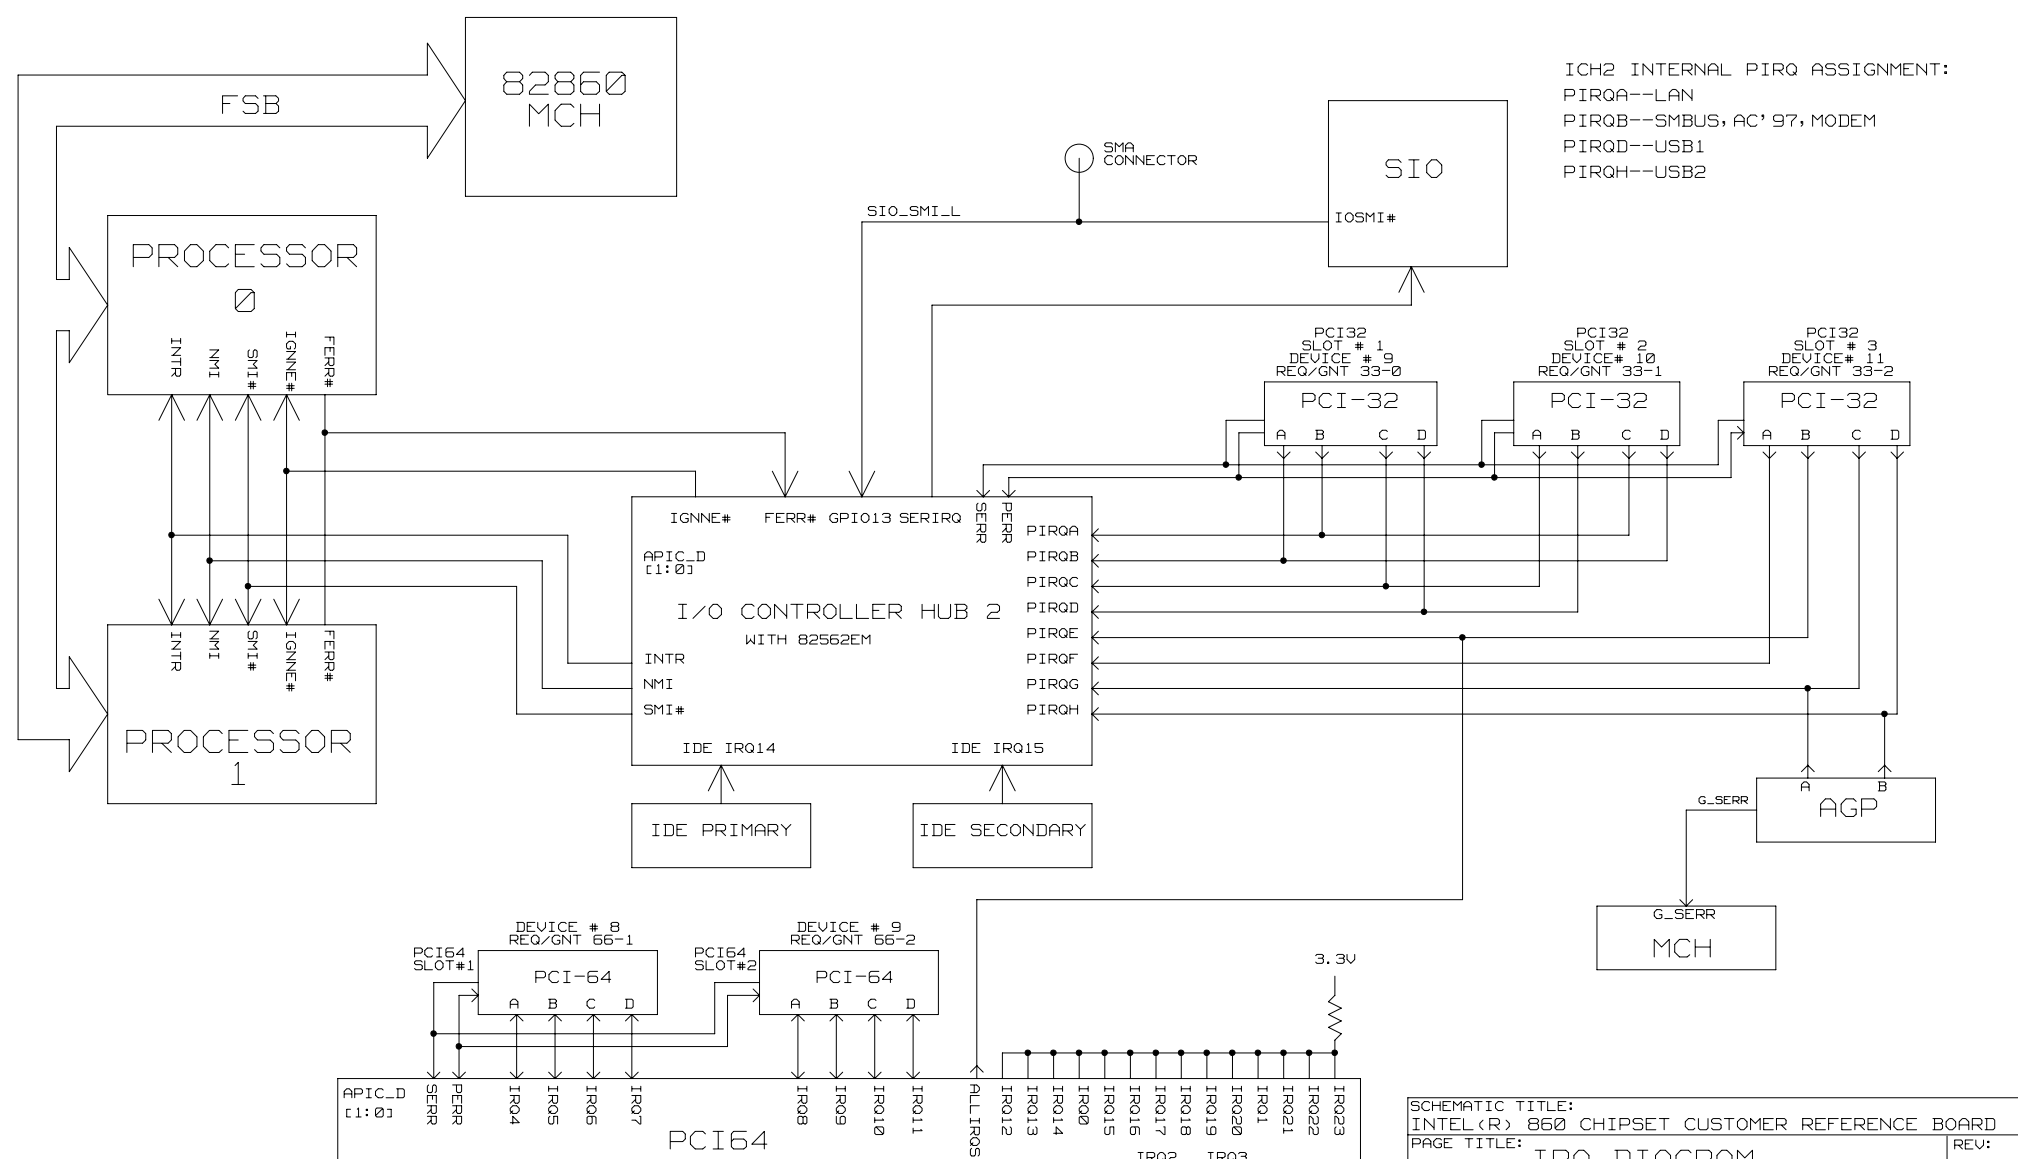 82860
MCH
FSB
ICH2 INTERNAL PIRQ ASSIGNMENT:
PIRQA--LAN
PIRQB--SMBUS, AC'97, MODEM
PIRQD--USB1
PIRQH--USB2
SMA
CONNECTOR
SIO
IOSMI#
SIO_SMI_L
PROCESSOR
0
INTR
NMI
SMI#
IGNNE#
FERR#
PCI32
SLOT # 1
DEVICE # 9
REQ/GNT 33-0
PCI-32
A B C D
PCI32
SLOT # 2
DEVICE# 10
REQ/GNT 33-1
PCI-32
A B C D
PCI32
SLOT # 3
DEVICE# 11
REQ/GNT 33-2
PCI-32
A B C D
IGNNE# FERR# GPIO13 SERIRQ
SERR
PERR
APIC_D
[1:0]
I/O CONTROLLER HUB 2
WITH 82562EM
INTR
NMI
SMI#
PIRQA
PIRQB
PIRQC
PIRQD
PIRQE
PIRQF
PIRQG
PIRQH
IDE IRQ14
IDE IRQ15
INTR
NMI
SMI#
IGNNE#
FERR#
PROCESSOR
1
IDE PRIMARY
IDE SECONDARY
A B
AGP
G_SERR
G_SERR
MCH
DEVICE # 8
REQ/GNT 66-1
PCI64
SLOT#1
PCI-64
A B C D
DEVICE # 9
REQ/GNT 66-2
PCI64
SLOT#2
PCI-64
A B C D
3.3V
APIC_D
[1:0]
SERR
PERR
IRQ4
IRQ5
IRQ6
IRQ7
IRQ8
IRQ9
IRQ10
IRQ11
ALLIRQS
IRQ12
IRQ13
IRQ14
IRQ0
IRQ15
IRQ16
IRQ17
IRQ18
IRQ19
IRQ20
IRQ1
IRQ21
IRQ22
IRQ23
PCI64
IRQ2 IRQ3
SCHEMATIC TITLE:
INTEL(R) 860 CHIPSET CUSTOMER REFERENCE BOARD
PAGE TITLE:
IRQ DIAGRAM
REV: